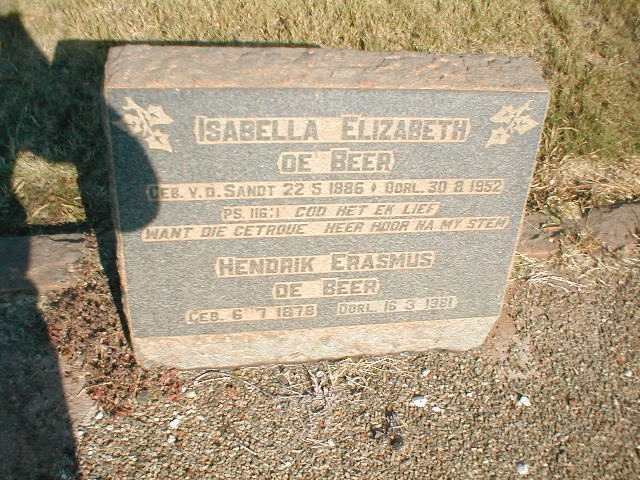 ISABELLA ELIZABETH
DE BEER
GEB. V.D. SANDT 22·5·1886 OORL. 30·8·1952
PS. 116:1 GOD HET EK LIEF
WANT DIE GETROUE HEER HOOR NA MY STEM
HENDRIK ERASMUS
DE BEER
GEB. 6·7·1878 OORL. 15·3·1961